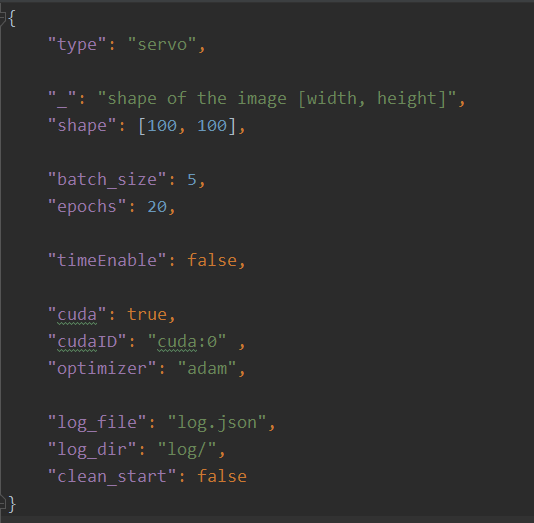 {
"type": "servo",
"_": "shape of the image [width, height]",
"shape": [100, 100],
"batch_size": 5,
"epochs": 20,
"timeEnable": false,
"cuda": true,
"cudaID": "cuda:0" ,
"optimizer": "adam",
"log_file": "log.json",
"log_dir": "log/",
"clean_start": false
}